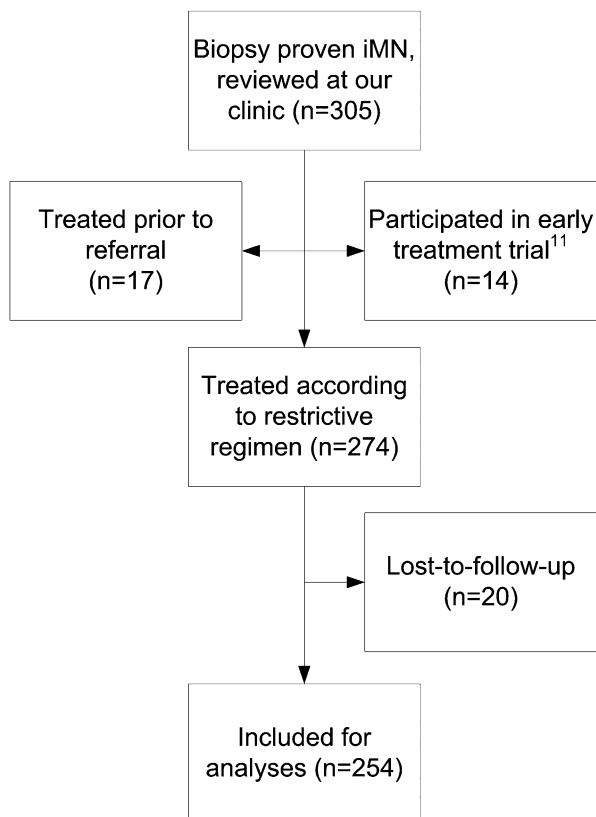 Biopsy proven iMN,
reviewed at our
clinic (n=305)
Treated prior to
referral
(n=17)
Participated in early
treatment trial¹¹
(n=14)
Treated according
to restrictive
regimen (n=274)
Lost-to-follow-up
(n=20)
Included for
analyses (n=254)